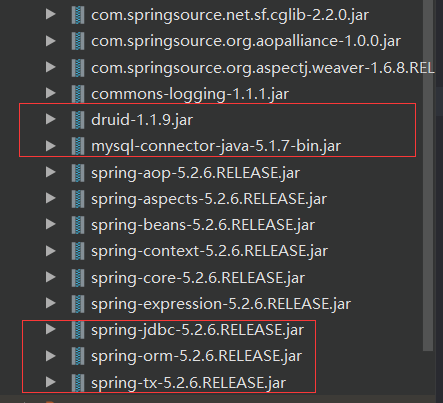 com.springsource.net.sf.cglib-2.2.0.jar
com.springsource.org.aopalliance-1.0.0.jar
com.springsource.org.aspectj.weaver-1.6.8.REL
commons-logging-1.1.1.jar
druid-1.1.9.jar
mysql-connector-java-5.1.7-bin.jar
spring-aop-5.2.6.RELEASE.jar
spring-aspects-5.2.6.RELEASE.jar
spring-beans-5.2.6.RELEASE.jar
spring-context-5.2.6.RELEASE.jar
spring-core-5.2.6.RELEASE.jar
spring-expression-5.2.6.RELEASE.jar
spring-jdbc-5.2.6.RELEASE.jar
spring-orm-5.2.6.RELEASE.jar
spring-tx-5.2.6.RELEASE.jar